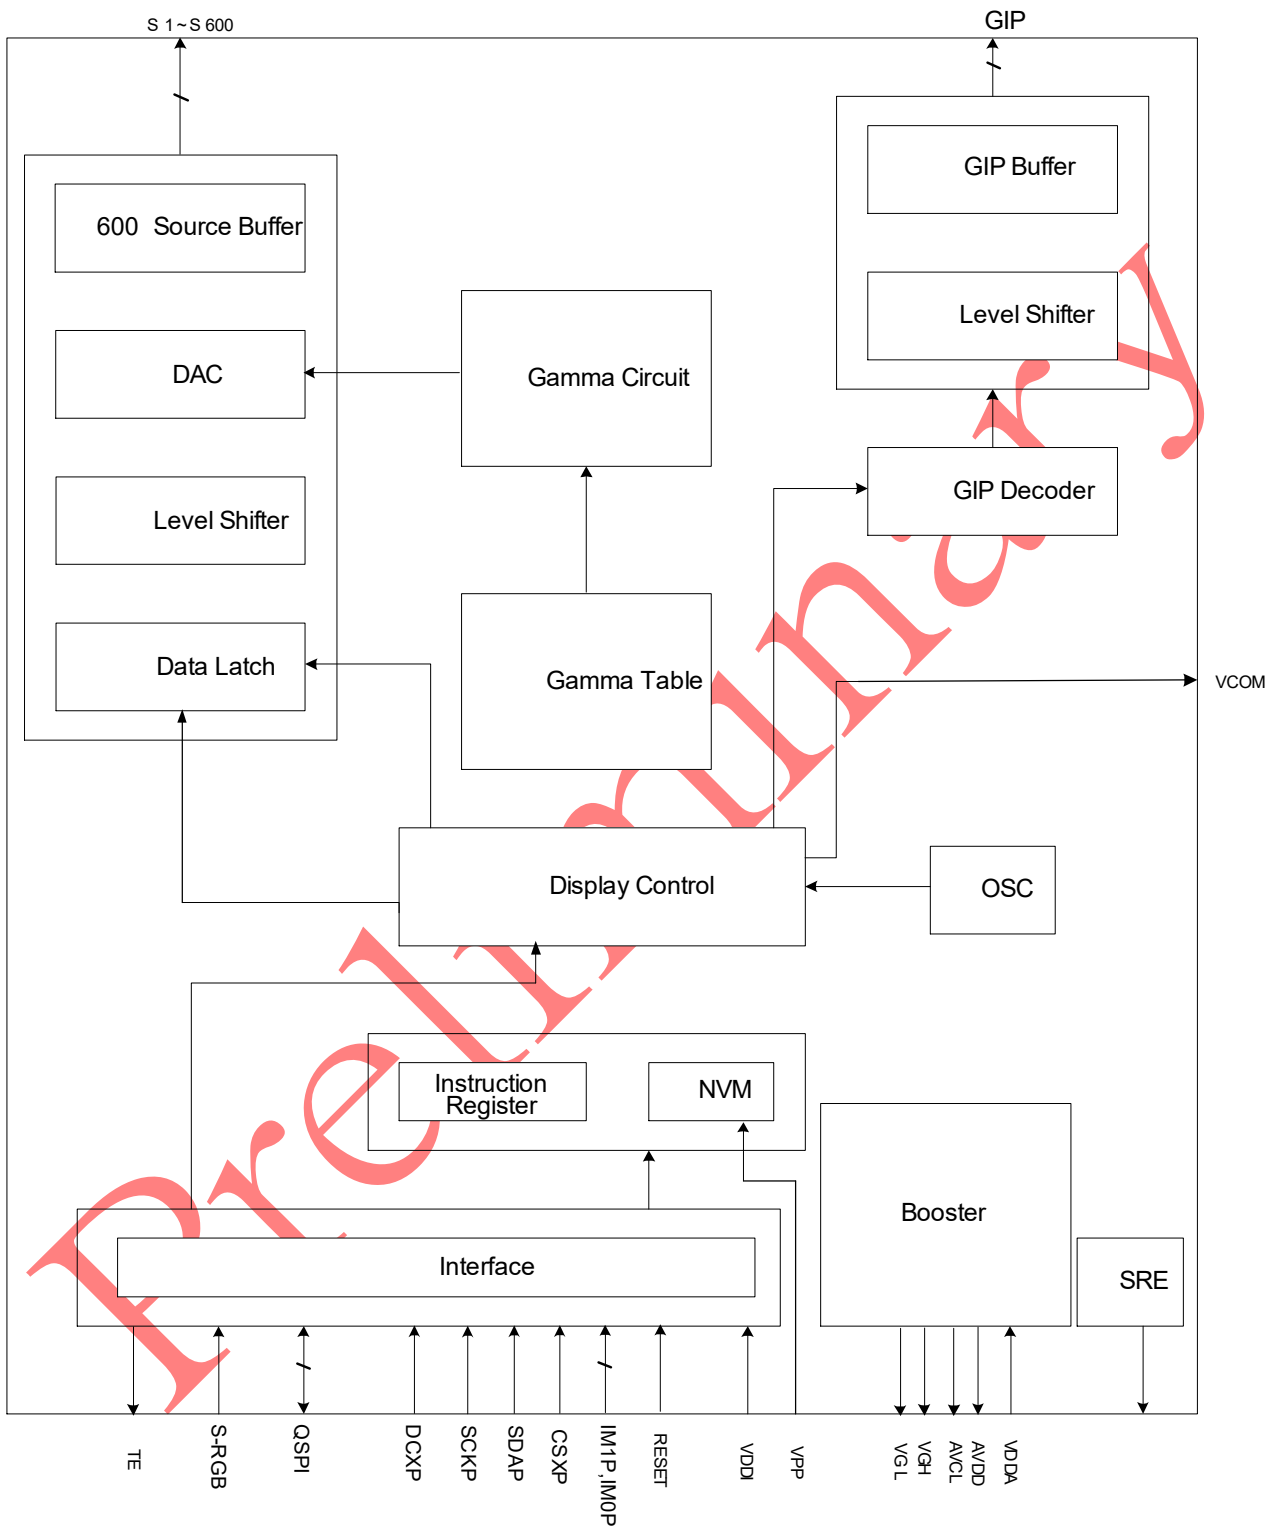 S 1~S 600
GIP
600 Source Buffer
GIP Buffer
Level Shifter
DAC
Gamma Circuit
GIP Decoder
Level Shifter
Data Latch
Gamma Table
VCOM
Display Control
OSC
Instruction
Register
NVM
Booster
Interface
SRE
TE
S-RGB
QSPI
DCXP
SCKP
SDAP
CSXP
IM1P,IM0P
RESET
VDDI
VPP
VGL
VGH
AVCL
AVDD
VDDA
Preliminary